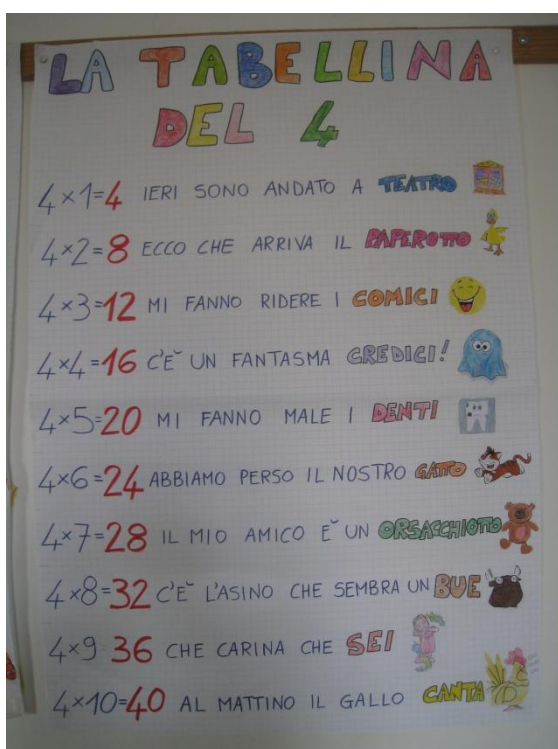 LA TABELLINA
DEL 4
4×1=4 IERI SONO ANDATO A TEATRO
4×2=8 ECCO CHE ARRIVA IL PAPEROTTO
4×3=12 MI FANNO RIDERE I COMICI
4×4=16 C'E˘ UN FANTASMA CREDICI!
4×5=20 MI FANNO MALE I DENTI
4×6=24 ABBIAMO PERSO IL NOSTRO GATTO
4×7=28 IL MIO AMICO E˘ UN ORSACCHIOTTO
4×8=32 C'E˘ L'ASINO CHE SEMBRA UN BUE
4×9 36 CHE CARINA CHE SEI
4×10=40 AL MATTINO IL GALLO CANTA